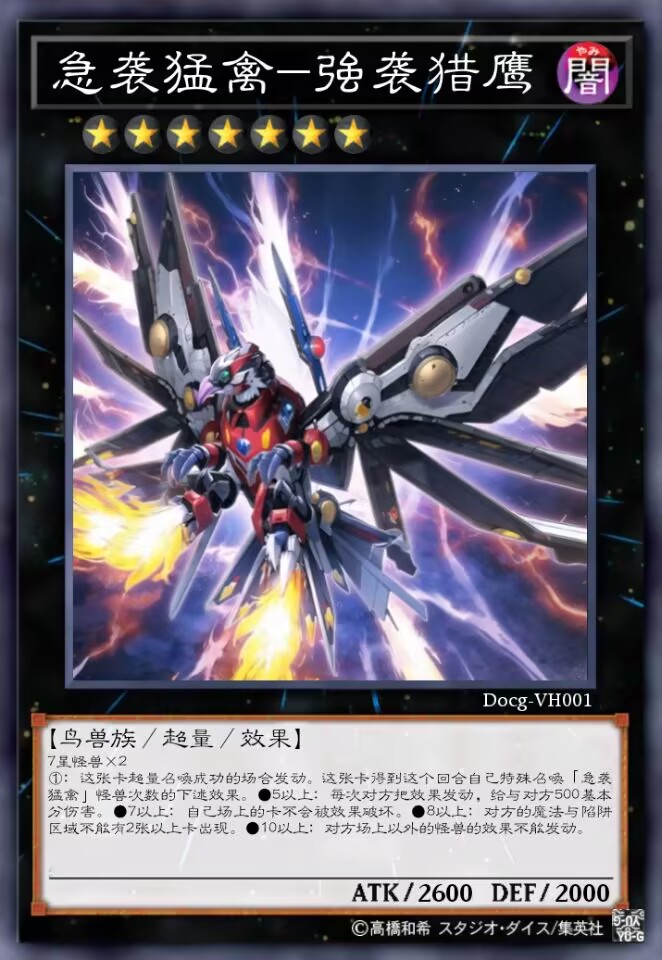 急袭猛禽－強袭猎鹰
やみ
闇
Docg-VH001
【鸟兽族／超量／效果】
7星怪兽×2
①：这张卡超量召唤成功的场合发动。这张卡得到这个回合自己特殊召唤「急袭
猛禽」怪兽次数的下述效果。●5以上：每次对方把效果发动，给与对方500基本
分伤害。●7以上：自己场上的卡不会被效果破坏。●8以上：对方的魔法与陷阱
区域不能有2张以上卡出现。●10以上：对方场上以外的怪兽的效果不能发动。
ATK/2600 DEF/2000
©高橋和希 スタジオ·ダイス/集英社
YU-G
YU-G